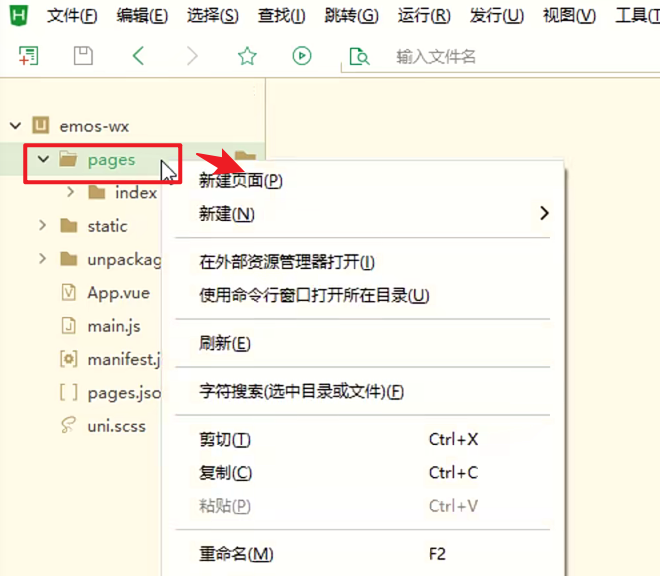 H 文件(F) 编辑(E) 选择(S) 查找(I) 跳转(G) 运行(R) 发行(U) 视图(V) 工具(T
输入文件名
U emos-wx
pages
新建页面(P)
index
新建(N)
static
unpackag
在外部资源管理器打开(I)
App.vue
使用命令行窗口打开所在目录(U)
main.js
刷新(E)
manifest.j
pages.jso
字符搜索(选中目录或文件)(F)
uni.scss
剪切(T) Ctrl+X
复制(C) Ctrl+C
粘贴(P) Ctrl+V
重命名(M) F2